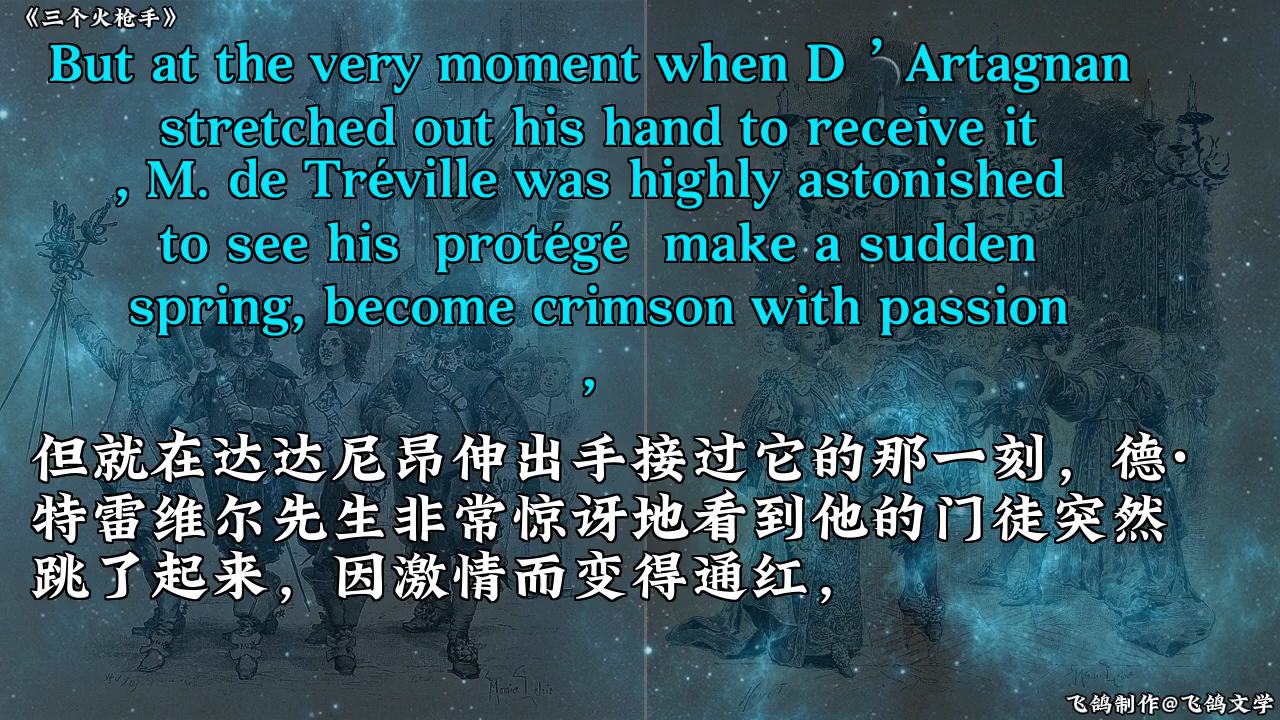 《三个火枪手》
But at the very moment when D ’ Artagnan
stretched out his hand to receive it
, M. de Tréville was highly astonished
to see his protégé make a sudden
spring, become crimson with passion
,
但就在达达尼昂伸出手接过它的那一刻，德·
特雷维尔先生非常惊讶地看到他的门徒突然
跳了起来，因激情而变得通红，
飞鸽制作@飞鸽文学